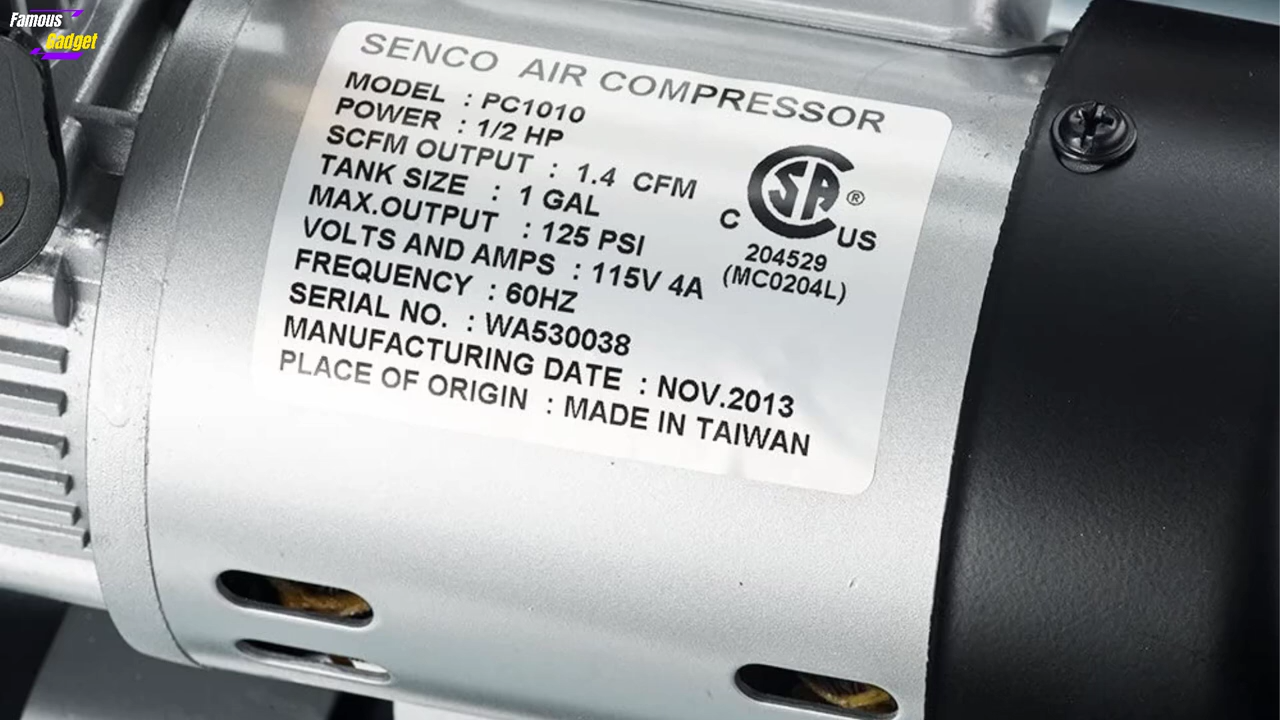 Famous
Gadget
SENCO AIR COMPRESSOR
MODEL : PC1010
POWER : 1/2 HP
SCFM OUTPUT : 1.4 CFM
TANK SIZE : 1 GAL
MAX.OUTPUT : 125 PSI
VOLTS AND AMPS : 115V 4A
FREQUENCY : 60HZ
SERIAL NO. : WA530038
MANUFACTURING DATE : NOV.2013
PLACE OF ORIGIN : MADE IN TAIWAN
CSA ®
C US
204529
(MC0204L)